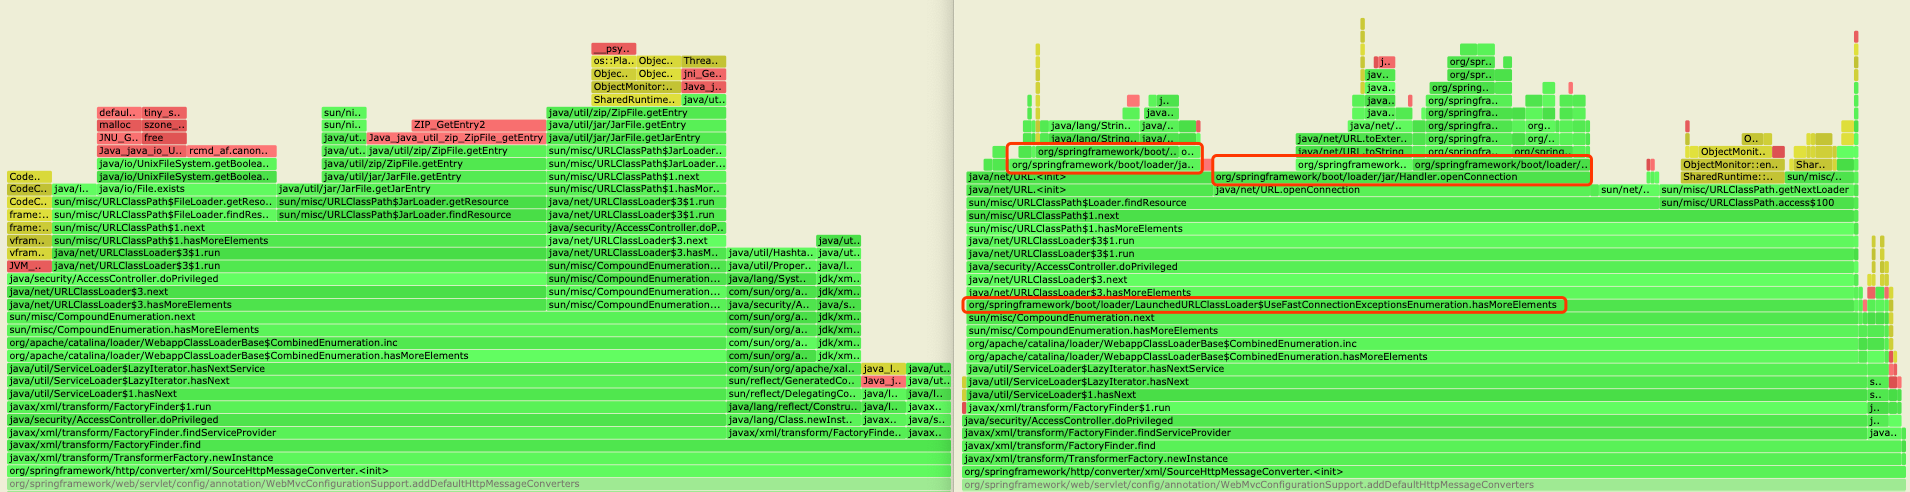 __psy..
os::Pla.. Objec.. Threa..
Objec.. Objec.. jni_Ge..
ObjectMonitor:.. Java_j..
SharedRuntime.. java/ut..
defaul.. tiny_s.. sun/ni.. java/util/zip/ZipFile.getEntry
malloc szone_.. sun/ni.. ZIP_GetEntry2 java/util/jar/JarFile.getEntry
JNU_G.. free java/ut.. Java_java_util_zip_ZipFile_getEntry java/util/jar/JarFile.getJarEntry
Java_java_io_U.. rcmd_af.canon.. java/ut.. java/util/zip/ZipFile.getEntry sun/misc/URLClassPath$JarLoader..
java/io/UnixFileSystem.getBoolea.. java/util/zip/ZipFile.getEntry sun/misc/URLClassPath$JarLoader...
Code.. java/io/UnixFileSystem.getBoolea.. java/util/jar/JarFile.getEntry sun/misc/URLClassPath$1.next
CodeC.. java/i.. java/io/File.exists java/util/jar/JarFile.getJarEntry sun/misc/URLClassPath$1.hasMor..
CodeC.. sun/misc/URLClassPath$FileLoader.getReso.. sun/misc/URLClassPath$JarLoader.getResource java/net/URLClassLoader$3$1.run
frame:.. sun/misc/URLClassPath$FileLoader.findRes.. sun/misc/URLClassPath$JarLoader.findResource java/net/URLClassLoader$3$1.run
frame:.. sun/misc/URLClassPath$1.next java/security/AccessController.doP..
vfram.. sun/misc/URLClassPath$1.hasMoreElements java/net/URLClassLoader$3.next java/ut..
vfram.. java/net/URLClassLoader$3$1.run java/net/URLClassLoader$3.hasM.. java/util/Hashta.. java/ut..
JVM_.. java/net/URLClassLoader$3$1.run sun/misc/CompoundEnumeration... java/util/Proper.. java/l..
java/security/AccessController.doPrivileged sun/misc/CompoundEnumeration... java/lang/Syst.. jdk/xm..
java/net/URLClassLoader$3.next sun/misc/CompoundEnumeration... com/sun/org/a.. jdk/xm..
java/net/URLClassLoader$3.hasMoreElements sun/misc/CompoundEnumeration... java/security/A.. java/s..
sun/misc/CompoundEnumeration.next com/sun/org/a.. jdk/xm..
sun/misc/CompoundEnumeration.hasMoreElements com/sun/org/a.. jdk/xm..
org/apache/catalina/loader/WebappClassLoaderBase$CombinedEnumeration.inc com/sun/org/a.. jdk/xm..
org/apache/catalina/loader/WebappClassLoaderBase$CombinedEnumeration.hasMoreElements com/sun/org/a.. jdk/xm..
java/util/ServiceLoader$LazyIterator.hasNextService com/sun/org/apache/xal.. java_l.. java/ut..
java/util/ServiceLoader$LazyIterator.hasNext sun/reflect/GeneratedCo.. Java_j.. java/ut..
java/util/ServiceLoader$1.hasNext sun/reflect/DelegatingCo.. java/l.. java/l..
javax/xml/transform/FactoryFinder$1.run java/lang/reflect/Constru.. java/l.. javax..
java/security/AccessController.doPrivileged java/lang/Class.newInst.. javax.. java/s..
javax/xml/transform/FactoryFinder.findServiceProvider javax/xml/transform/FactoryFinde.. javax..
javax/xml/transform/FactoryFinder.find
javax/xml/transform/TransformerFactory.newInstance
org/springframework/http/converter/xml/SourceHttpMessageConverter.<init>
org/springframework/web/servlet/config/annotation/WebMvcConfigurationSupport.addDefaultHttpMessageConverters
j.. org/spr..
jav.. org/spr..
java.. org/spring..
j.. java.. org/springfra..
java.. java.. org/springfra..
java/lang/Strin.. java/.. java/net/.. org/springfra.. org..
java/lang/Strino.. java/.. java/net/URL.toExter.. org/springfra.. org/.. O..
org/springframework/boot/.. o.. java/net/URL.toString org/springfra.. org/spring.. ObjectMonit..
org/springframework/boot/loader/ja.. org/springframework.. org/springframework/boot/loader/.. ObjectMonitor::en.. Shar..
java/net/URL.<init> org/springframework/boot/loader/jar/Handler.openConnection SharedRuntime::.. sun/misc/..
java/net/URL.<init> java/net/URL.openConnection sun/net/.. sun/misc/URLClassPath.getNextLoader
sun/misc/URLClassPath$Loader.findResource sun/misc/URLClassPath.access$100
sun/misc/URLClassPath$1.next
sun/misc/URLClassPath$1.hasMoreElements
java/net/URLClassLoader$3$1.run
java/net/URLClassLoader$3$1.run
java/security/AccessController.doPrivileged
java/net/URLClassLoader$3.next
java/net/URLClassLoader$3.hasMoreElements
org/springframework/boot/loader/LaunchedURLClassLoader$UseFastConnectionExceptionsEnumeration.hasMoreElements
sun/misc/CompoundEnumeration.next
sun/misc/CompoundEnumeration.hasMoreElements
org/apache/catalina/loader/WebappClassLoaderBase$CombinedEnumeration.inc
org/apache/catalina/loader/WebappClassLoaderBase$CombinedEnumeration.hasMoreElements
java/util/ServiceLoader$LazyIterator.hasNextService
java/util/ServiceLoader$LazyIterator.hasNext s..
java/util/ServiceLoader$1.hasNext s..
javax/xml/transform/FactoryFinder$1.run j..
java/security/AccessController.doPrivileged j..
javax/xml/transform/FactoryFinder.findServiceProvider java..
javax/xml/transform/FactoryFinder.find
javax/xml/transform/TransformerFactory.newInstance
org/springframework/http/converter/xml/SourceHttpMessageConverter.<init>
org/springframework/web/servlet/config/annotation/WebMvcConfigurationSupport.addDefaultHttpMessageConverters